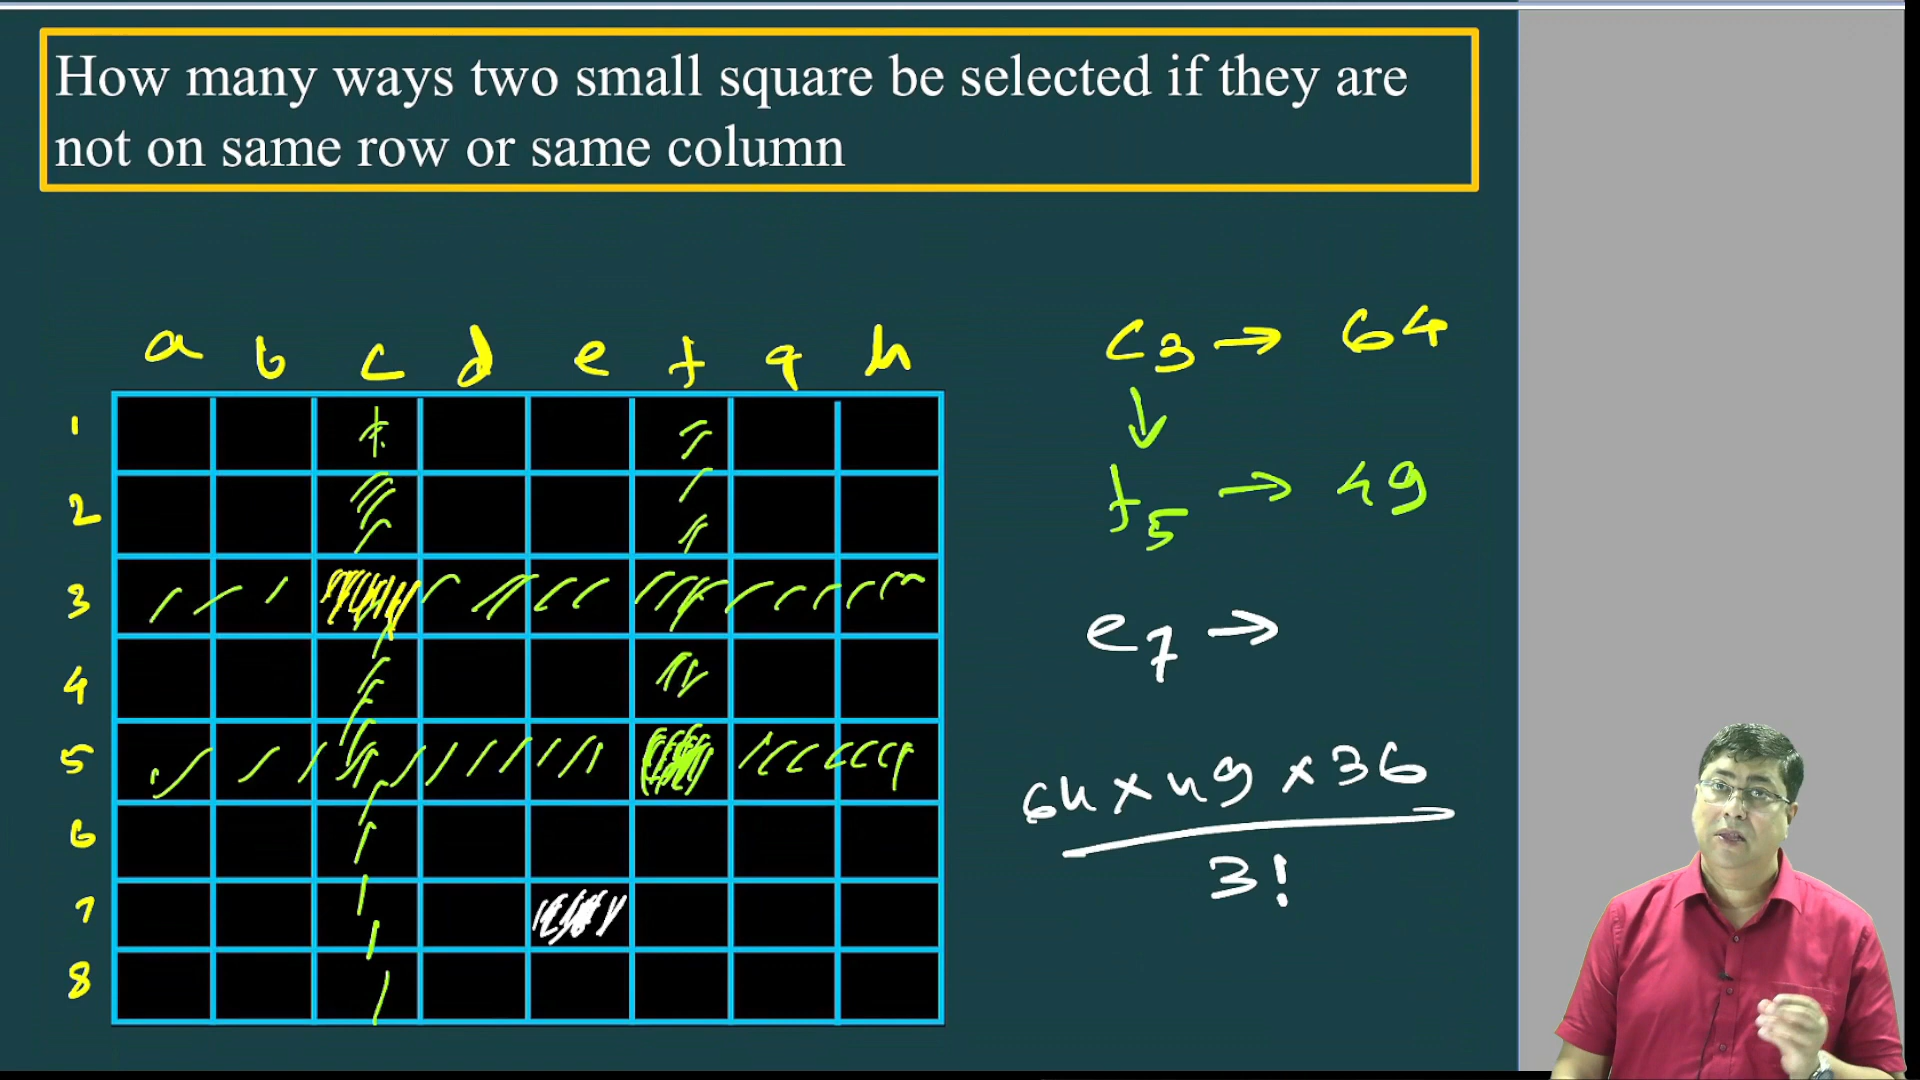 How many ways two small square be selected if they are
not on same row or same column
a b c d e f g h
1
2
3
4
5
6
7
8
c3 → 64
↓
f5 → 49
e7 →
64 × 49 × 36
3!